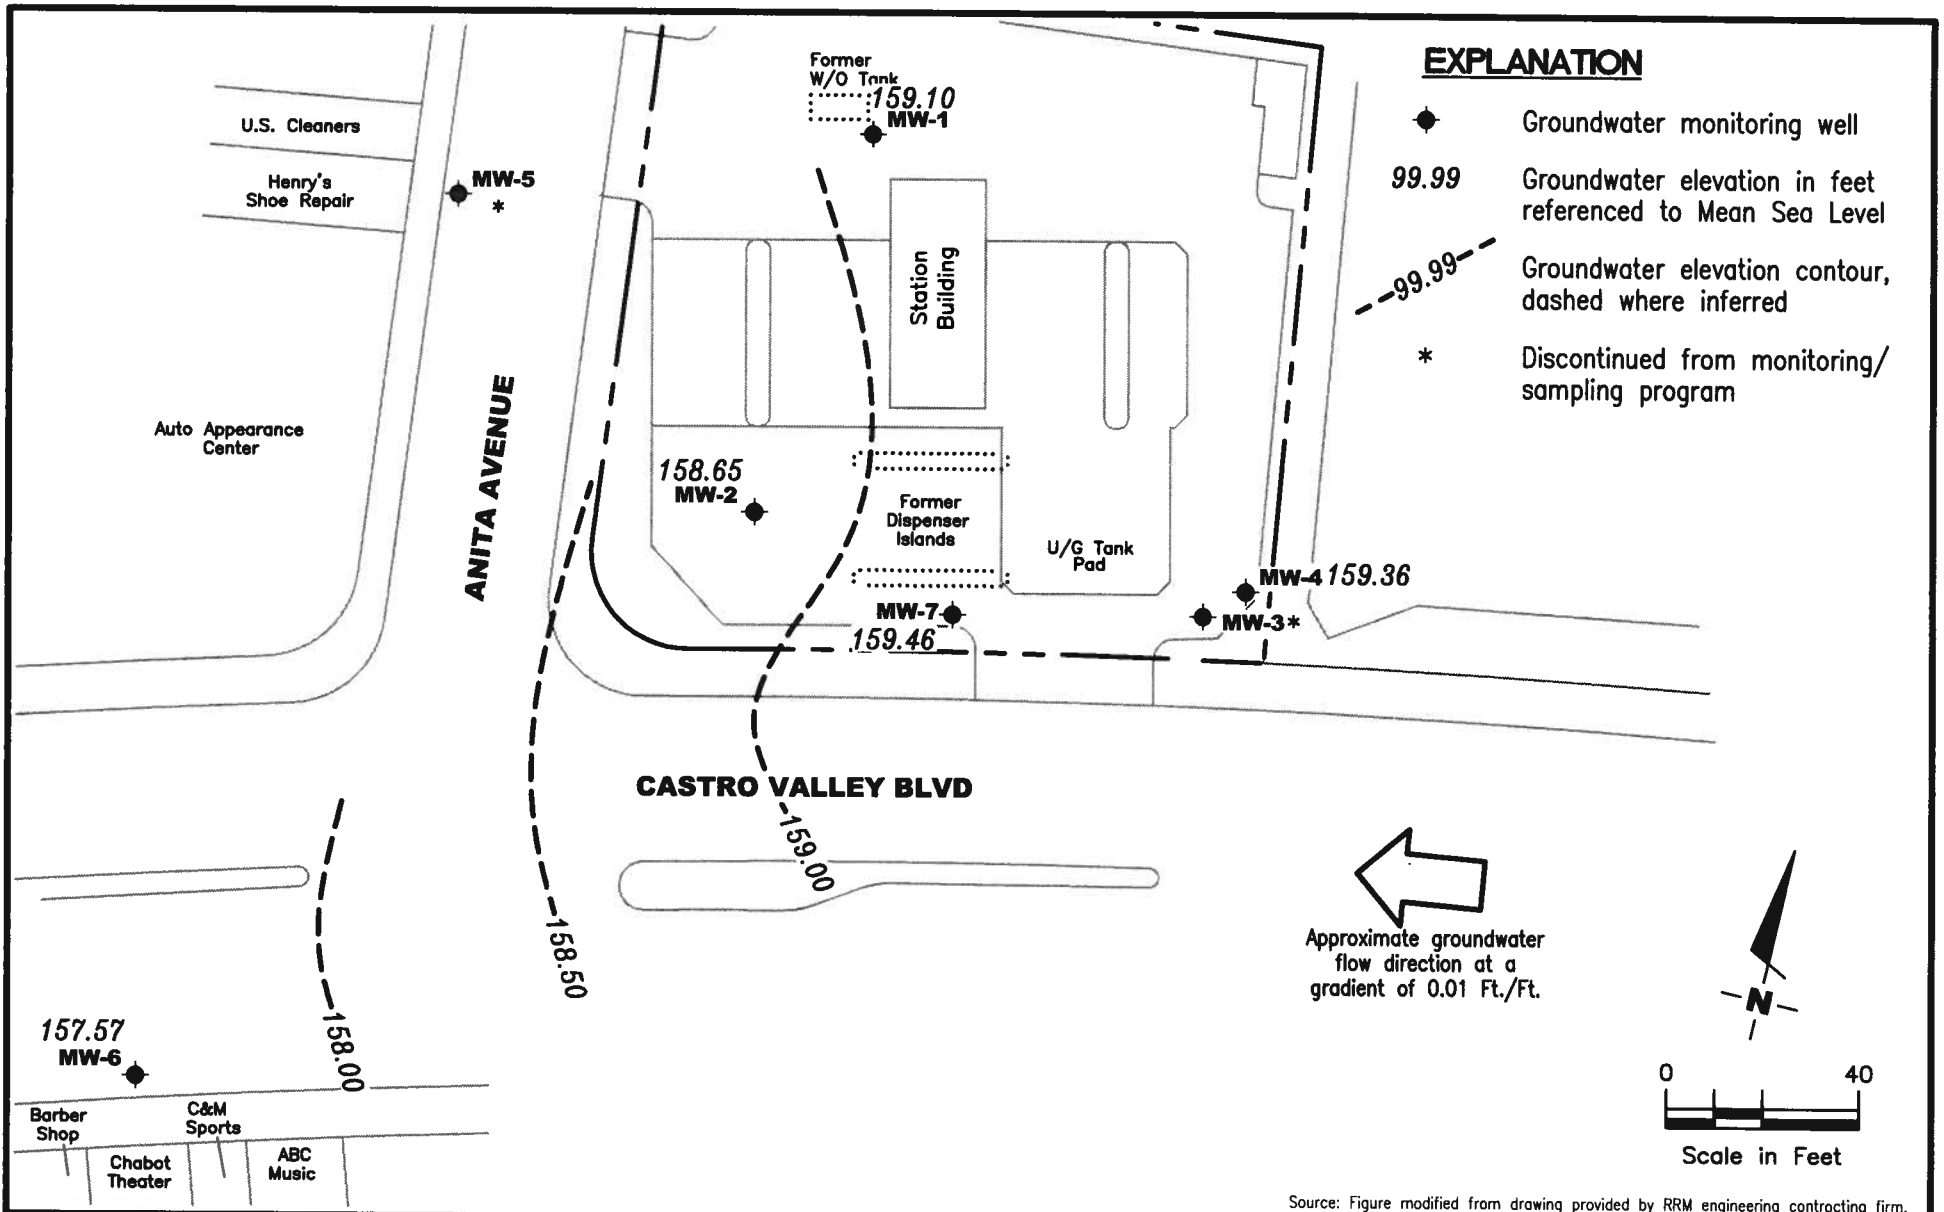 EXPLANATION
Groundwater monitoring well
99.99
Groundwater elevation in feet
referenced to Mean Sea Level
99.99
Groundwater elevation contour,
dashed where inferred
*
Discontinued from monitoring/
sampling program
Former
W/O Tank
159.10
MW-1
U.S. Cleaners
Henry's
Shoe Repair
MW-5
*
Station
Building
Auto Appearance
Center
ANITA AVENUE
158.65
MW-2
Former
Dispenser
Islands
U/G Tank
Pad
MW-4 159.36
MW-3*
MW-7
159.46
CASTRO VALLEY BLVD
159.00
158.50
158.00
157.57
MW-6
Barber
Shop
C&M
Sports
Chabot
Theater
ABC
Music
Approximate groundwater
flow direction at a
gradient of 0.01 Ft./Ft.
N
0 40
Scale in Feet
Source: Figure modified from drawing provided by RRM engineering contracting firm.